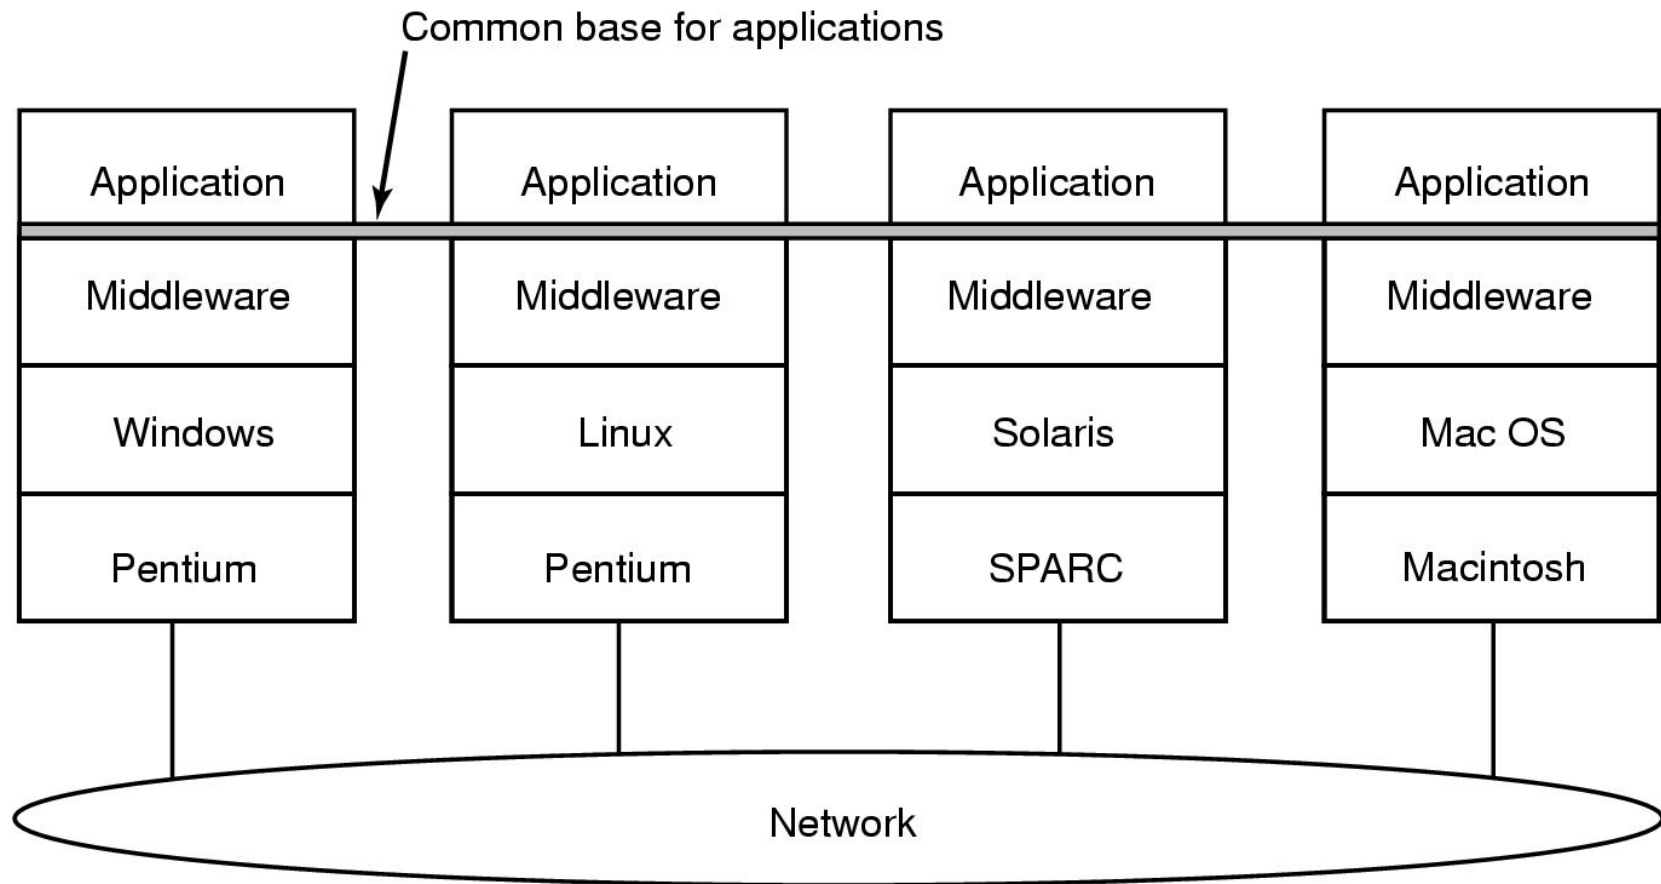 Common base for applications
Application Application Application Application
Middleware Middleware Middleware Middleware
Windows Linux Solaris Mac OS
Pentium Pentium SPARC Macintosh
Network